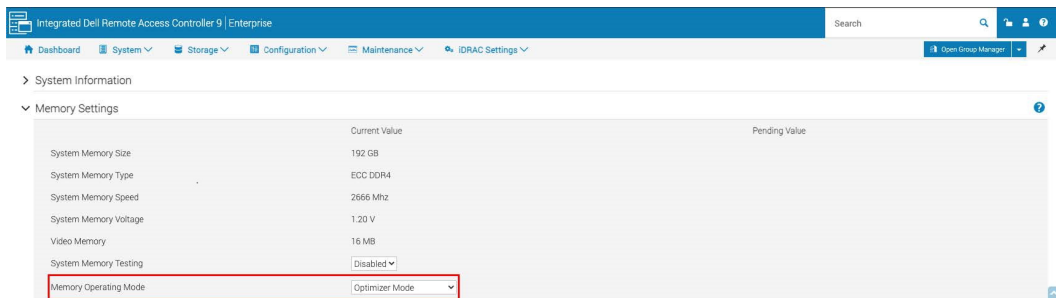 Integrated Dell Remote Access Controller 9 | Enterprise
Search
Dashboard System Storage Configuration Maintenance iDRAC Settings Open Group Manager
System Information
Memory Settings
Current Value Pending Value
System Memory Size 192 GB
System Memory Type ECC DDR4
System Memory Speed 2666 Mhz
System Memory Voltage 1.20 V
Video Memory 16 MB
System Memory Testing Disabled
Memory Operating Mode Optimizer Mode